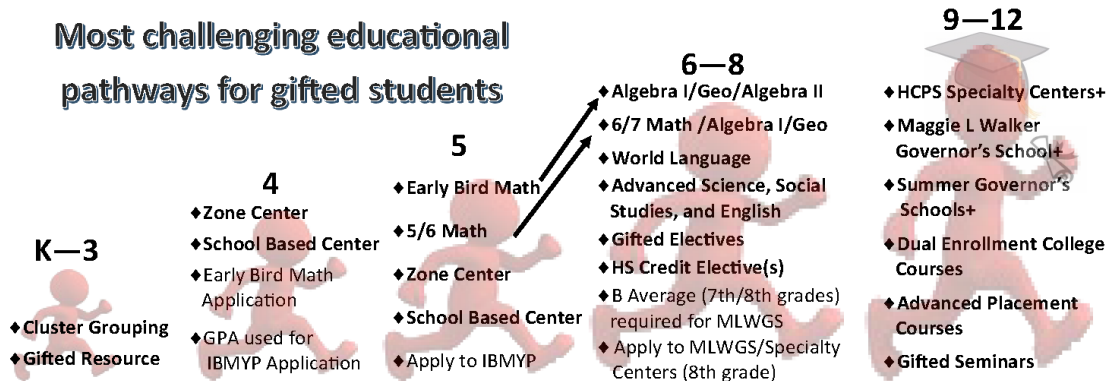 Most challenging educational
pathways for gifted students
K—3
♦Cluster Grouping
♦Gifted Resource
4
♦Zone Center
♦School Based Center
♦Early Bird Math
Application
♦GPA used for
IBMYP Application
5
♦Early Bird Math
♦5/6 Math
♦Zone Center
♦School Based Center
♦Apply to IBMYP
6—8
♦Algebra I/Geo/Algebra II
♦6/7 Math /Algebra I/Geo
♦World Language
♦Advanced Science, Social
Studies, and English
♦Gifted Electives
♦HS Credit Elective(s)
♦B Average (7th/8th grades)
required for MLWGS
♦ Apply to MLWGS/Specialty
Centers (8th grade)
9—12
♦HCPS Specialty Centers+
♦Maggie L Walker
Governor's School+
♦Summer Governor's
Schools+
♦Dual Enrollment College
Courses
♦Advanced Placement
Courses
♦Gifted Seminars